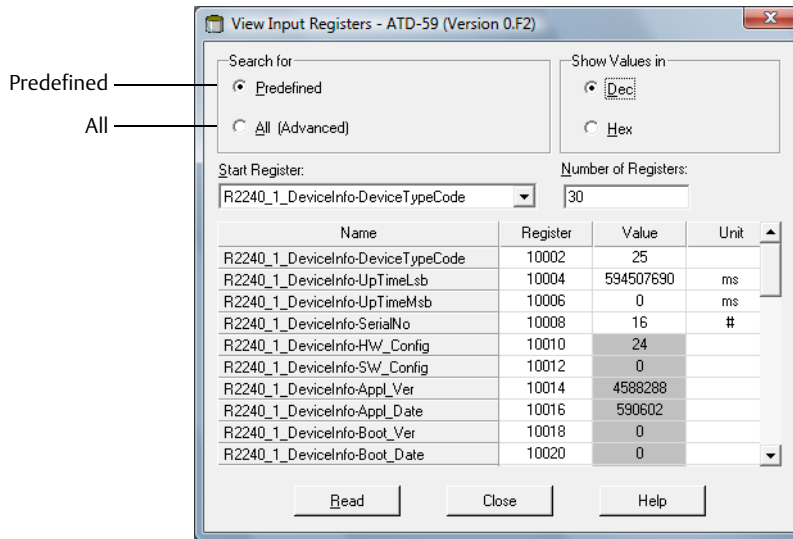 View Input Registers - ATD-59 (Version 0.F2)
Search for
Show Values in
Predefined
Predefined
Dec
All
All (Advanced)
Hex
Start Register:
Number of Registers:
R2240_1_DeviceInfo-DeviceTypeCode
30
Name Register Value Unit
R2240_1_DeviceInfo-DeviceTypeCode 10002 25
R2240_1_DeviceInfo-UpTimeLsb 10004 594507690 ms
R2240_1_DeviceInfo-UpTimeMsb 10006 0 ms
R2240_1_DeviceInfo-SerialNo 10008 16 #
R2240_1_DeviceInfo-HW_Config 10010 24
R2240_1_DeviceInfo-SW_Config 10012 0
R2240_1_DeviceInfo-Appl_Ver 10014 4588288
R2240_1_DeviceInfo-Appl_Date 10016 590602
R2240_1_DeviceInfo-Boot_Ver 10018 0
R2240_1_DeviceInfo-Boot_Date 10020 0
Read Close Help